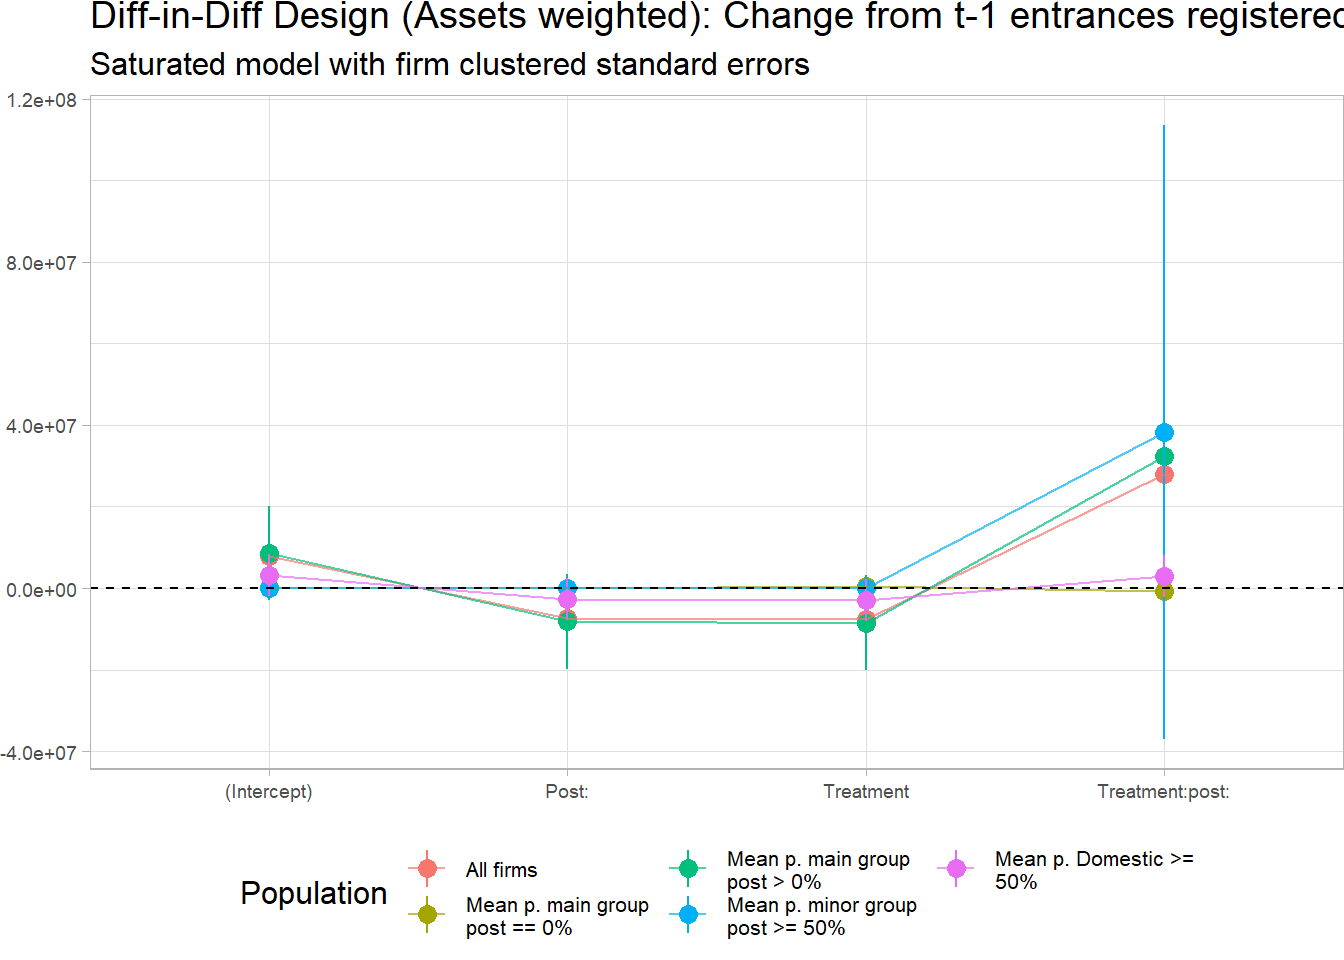 Diff-in-Diff Design (Assets weighted): Change from t-1 entrances registered
Saturated model with firm clustered standard errors
1.2e+08
8.0e+07
4.0e+07
0.0e+00
-4.0e+07
(Intercept)
Post:
Treatment
Treatment:post:
Population
All firms
Mean p. main group
post == 0%
Mean p. main group
post > 0%
Mean p. minor group
post >= 50%
Mean p. Domestic >=
50%